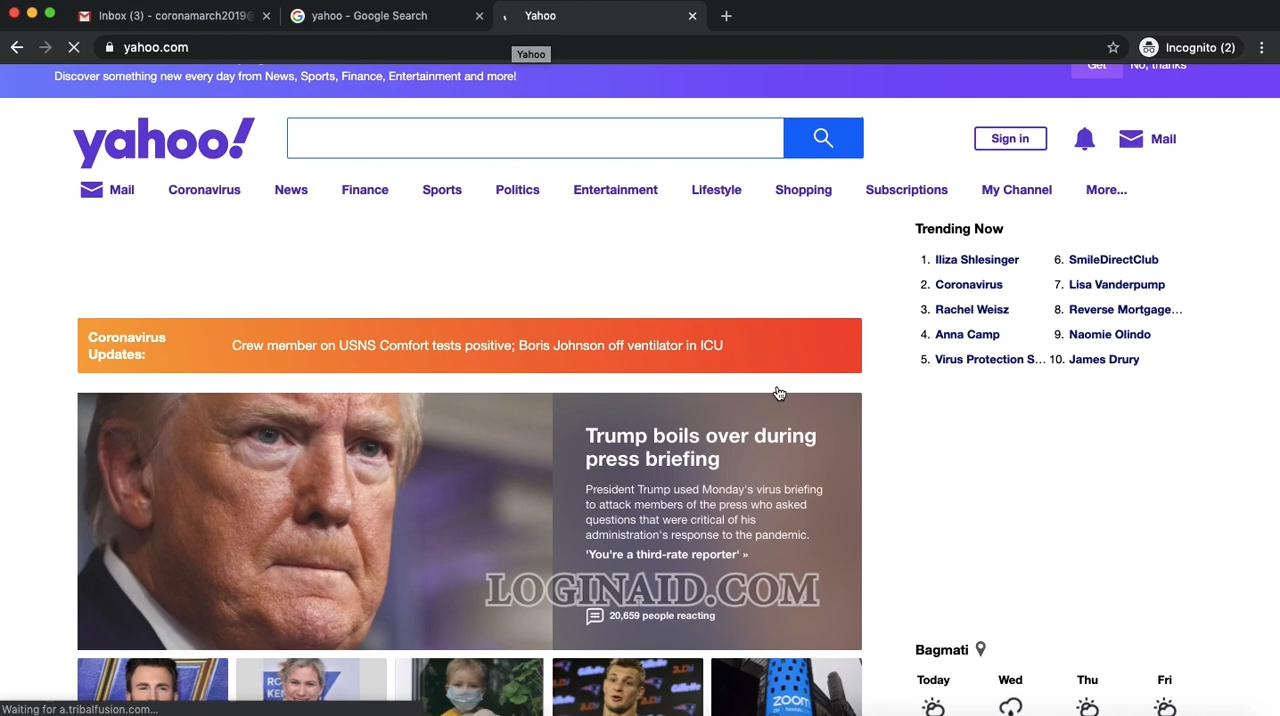 Inbox (3) - coronamarch2019@
yahoo - Google Search
Yahoo
yahoo.com
Yahoo
Incognito (2)
Discover something new every day from News, Sports, Finance, Entertainment and more!
Get
No, thanks
yahoo!
Sign in
Mail
Mail
Coronavirus
News
Finance
Sports
Politics
Entertainment
Lifestyle
Shopping
Subscriptions
My Channel
More...
Trending Now
1. Iliza Shlesinger
2. Coronavirus
3. Rachel Weisz
4. Anna Camp
5. Virus Protection S...
6. SmileDirectClub
7. Lisa Vanderpump
8. Reverse Mortgage...
9. Naomie Olindo
10. James Drury
Coronavirus
Updates:
Crew member on USNS Comfort tests positive; Boris Johnson off ventilator in ICU
Trump boils over during
press briefing
President Trump used Monday's virus briefing
to attack members of the press who asked
questions that were critical of his
administration's response to the pandemic.
'You're a third-rate reporter' »
LOGINAID.COM
20,659 people reacting
Bagmati
Today
Wed
Thu
Fri
zoom
Waiting for a.tribalfusion.com...